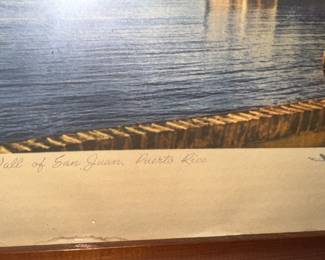 Wall of San Juan, Puerto Rico